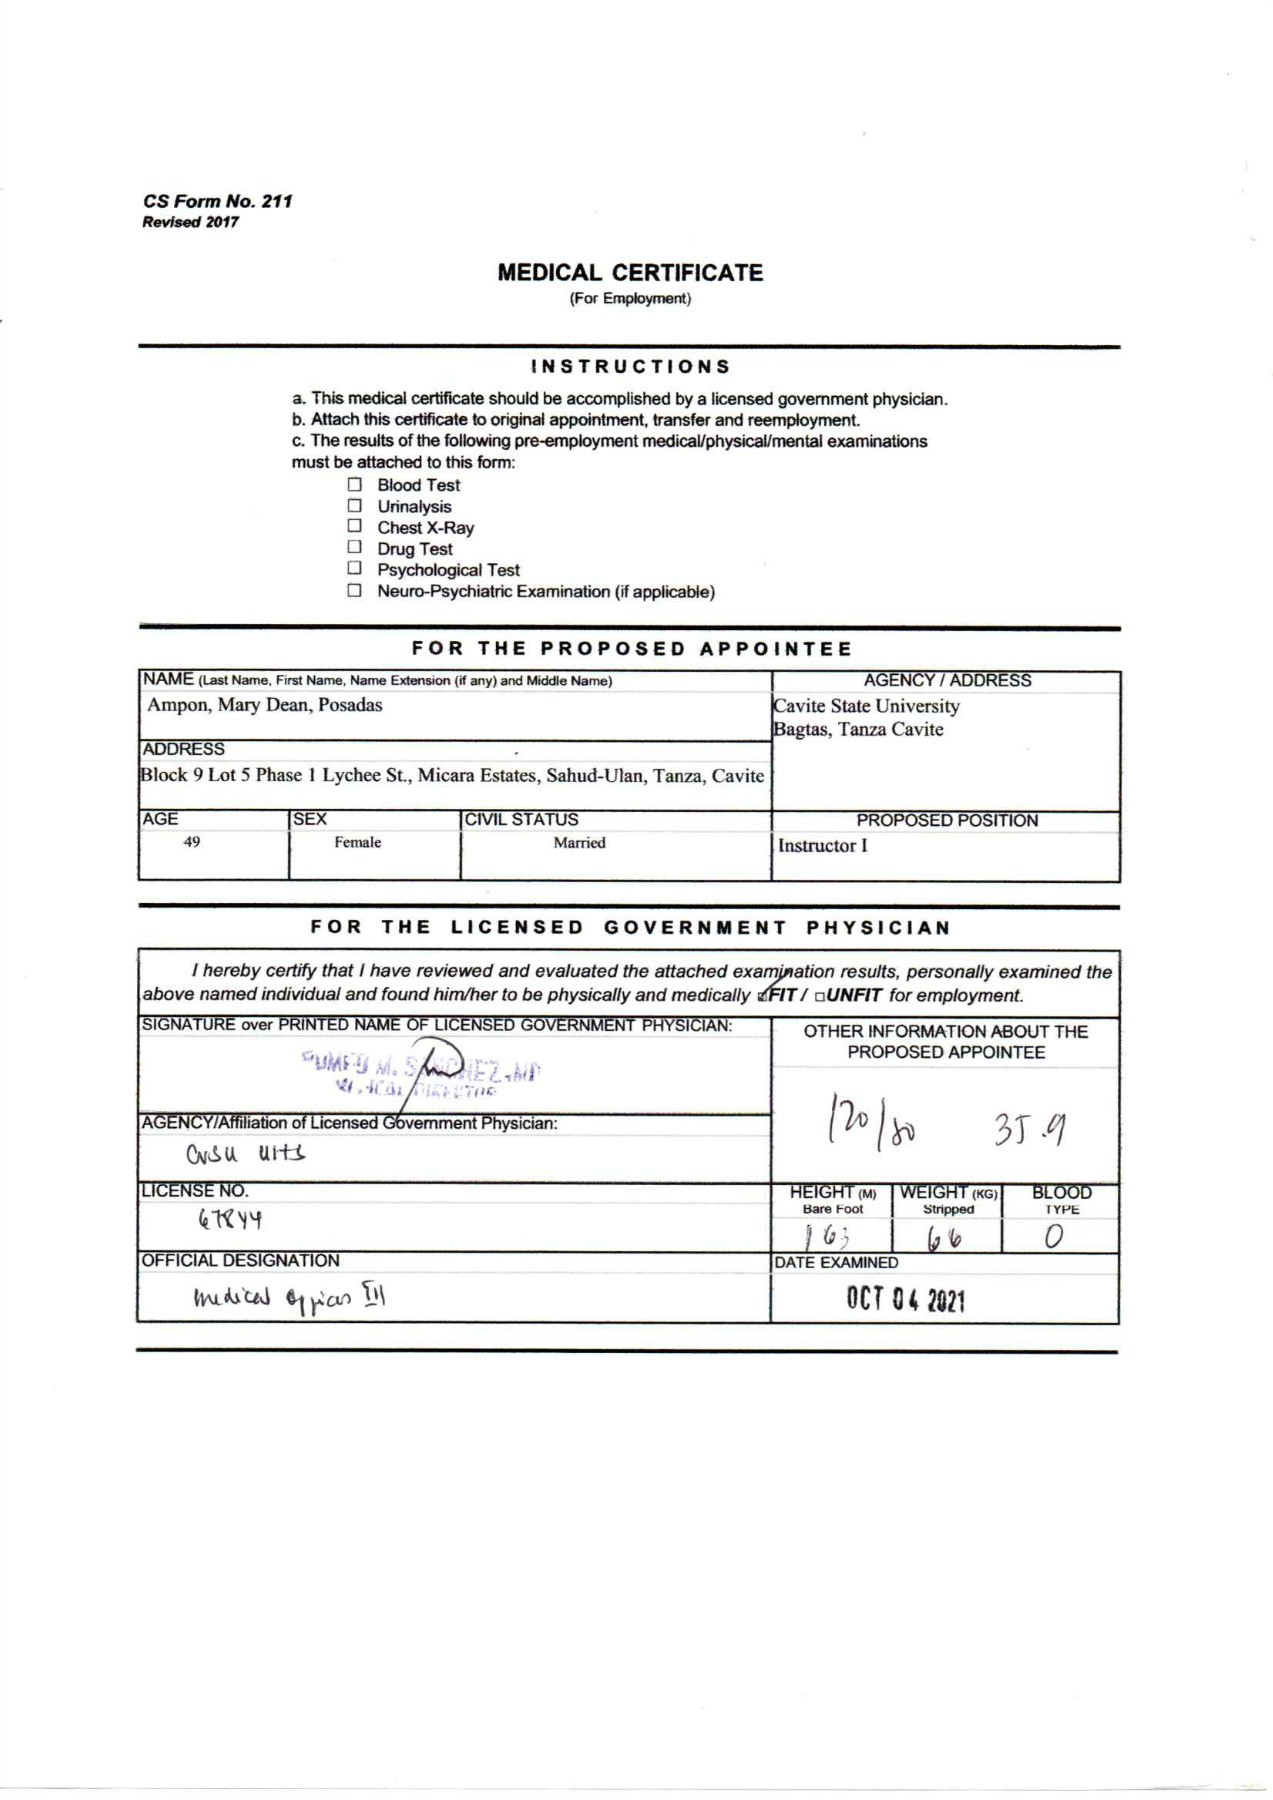 CS Form No. 211
Revised 2017
MEDICAL CERTIFICATE
(For Employment)
INSTRUCTIONS
a. This medical certificate should be accomplished by a licensed government physician.
b. Attach this certificate to original appointment, transfer and reemployment.
c. The results of the following pre-employment medical/physical/mental examinations
must be attached to this form:
☐ Blood Test
☐ Urinalysis
☐ Chest X-Ray
☐ Drug Test
☐ Psychological Test
☐ Neuro-Psychiatric Examination (if applicable)
FOR THE PROPOSED APPOINTEE
NAME (Last Name, First Name, Name Extension (if any) and Middle Name)
Ampon, Mary Dean, Posadas
AGENCY / ADDRESS
Cavite State University
Bagtas, Tanza Cavite
ADDRESS
Block 9 Lot 5 Phase 1 Lychee St., Micara Estates, Sahud-Ulan, Tanza, Cavite
AGE SEX CIVIL STATUS PROPOSED POSITION
49 Female Married Instructor I
FOR THE LICENSED GOVERNMENT PHYSICIAN
I hereby certify that I have reviewed and evaluated the attached examination results, personally examined the
above named individual and found him/her to be physically and medically ☑FIT / ☐UNFIT for employment.
SIGNATURE over PRINTED NAME OF LICENSED GOVERNMENT PHYSICIAN:
M. SANCHEZ, MD
DIRECTOR
OTHER INFORMATION ABOUT THE
PROPOSED APPOINTEE
120/80 35.9
AGENCY/Affiliation of Licensed Government Physician:
CvSU
LICENSE NO.
67844
HEIGHT (M) WEIGHT (KG) BLOOD
Bare Foot Stripped TYPE
163 66 O
OFFICIAL DESIGNATION
Medical Officer III
DATE EXAMINED
OCT 04 2021